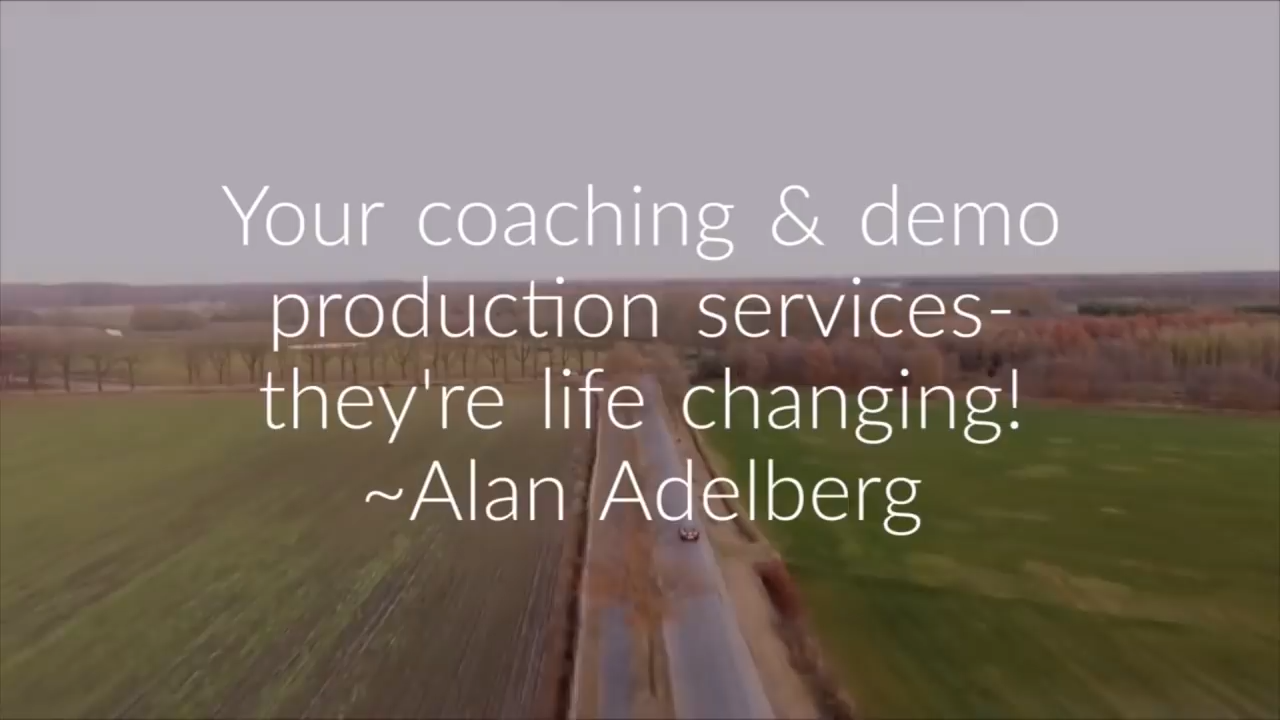 Your coaching & demo
production services-
they're life changing!
~Alan Adelberg